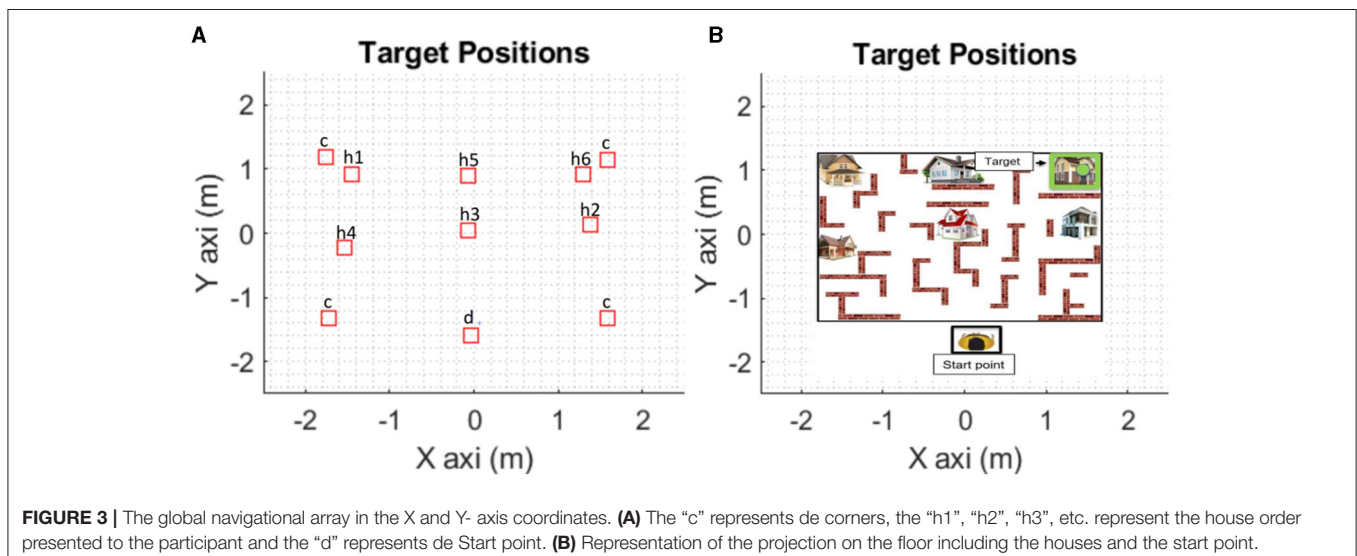 A
Target Positions
2
1
0
-1
-2
Y axi (m)
c
h1
h5
h6
c
h4
h3
h2
c
d
c
-2
-1
0
1
2
X axi (m)
B
Target Positions
2
1
0
-1
-2
Y axi (m)
Target
Start point
-2
-1
0
1
2
X axi (m)
FIGURE 3 | The global navigational array in the X and Y- axis coordinates. (A) The “c” represents de corners, the “h1”, “h2”, “h3”, etc. represent the house order
presented to the participant and the “d” represents de Start point. (B) Representation of the projection on the floor including the houses and the start point.